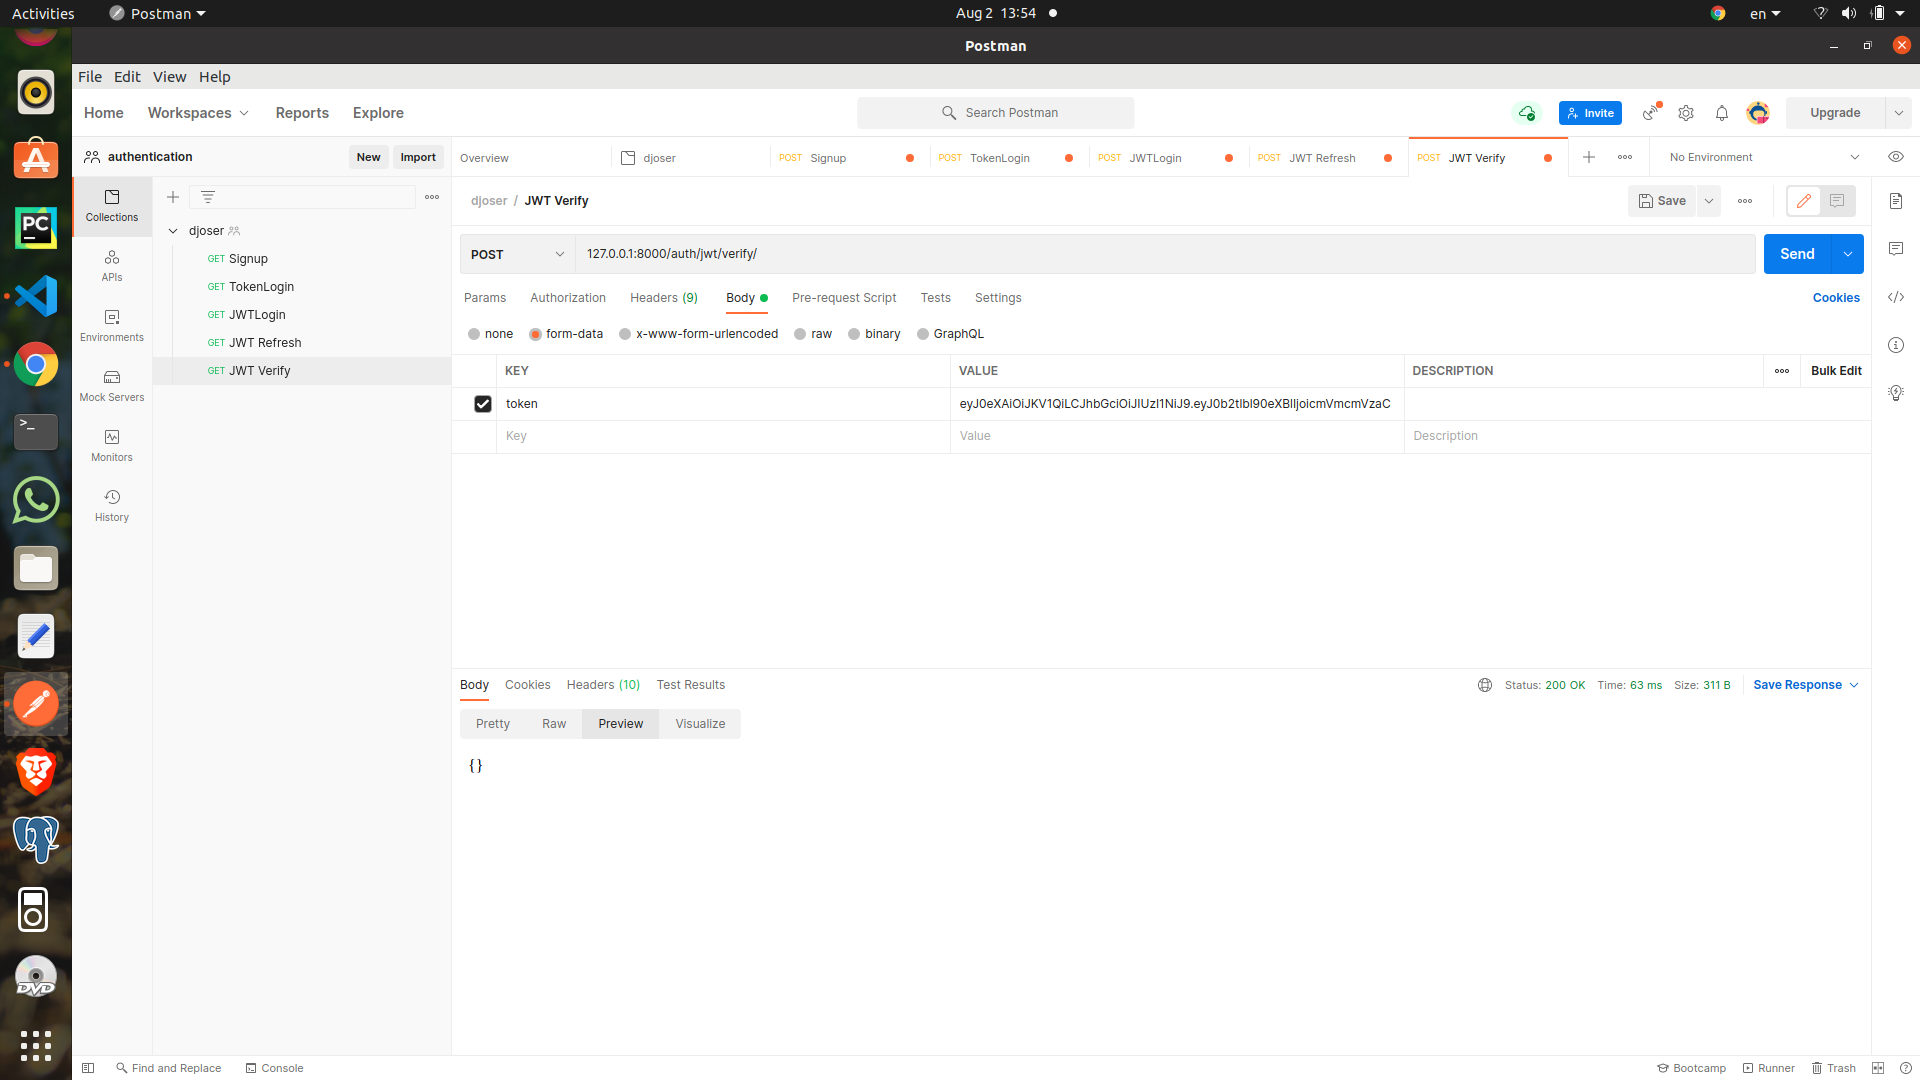 Activities
Postman
Aug 2 13:54
en
Postman
File Edit View Help
Home Workspaces Reports Explore
Search Postman
Invite
Upgrade
authentication
New Import
Overview
djoser
POST Signup
POST TokenLogin
POST JWTLogin
POST JWT Refresh
POST JWT Verify
No Environment
Collections
APIs
Environments
Mock Servers
Monitors
History
djoser
GET Signup
GET TokenLogin
GET JWTLogin
GET JWT Refresh
GET JWT Verify
djoser / JWT Verify
Save
POST
127.0.0.1:8000/auth/jwt/verify/
Send
Params Authorization Headers (9) Body Pre-request Script Tests Settings
Cookies
none form-data x-www-form-urlencoded raw binary GraphQL
KEY VALUE DESCRIPTION
Bulk Edit
token
Key Value Description
Body Cookies Headers (10) Test Results
Status: 200 OK Time: 63 ms Size: 311 B
Save Response
Pretty Raw Preview Visualize
{}
PC
>_
DVD
Find and Replace
Console
Bootcamp Runner Trash